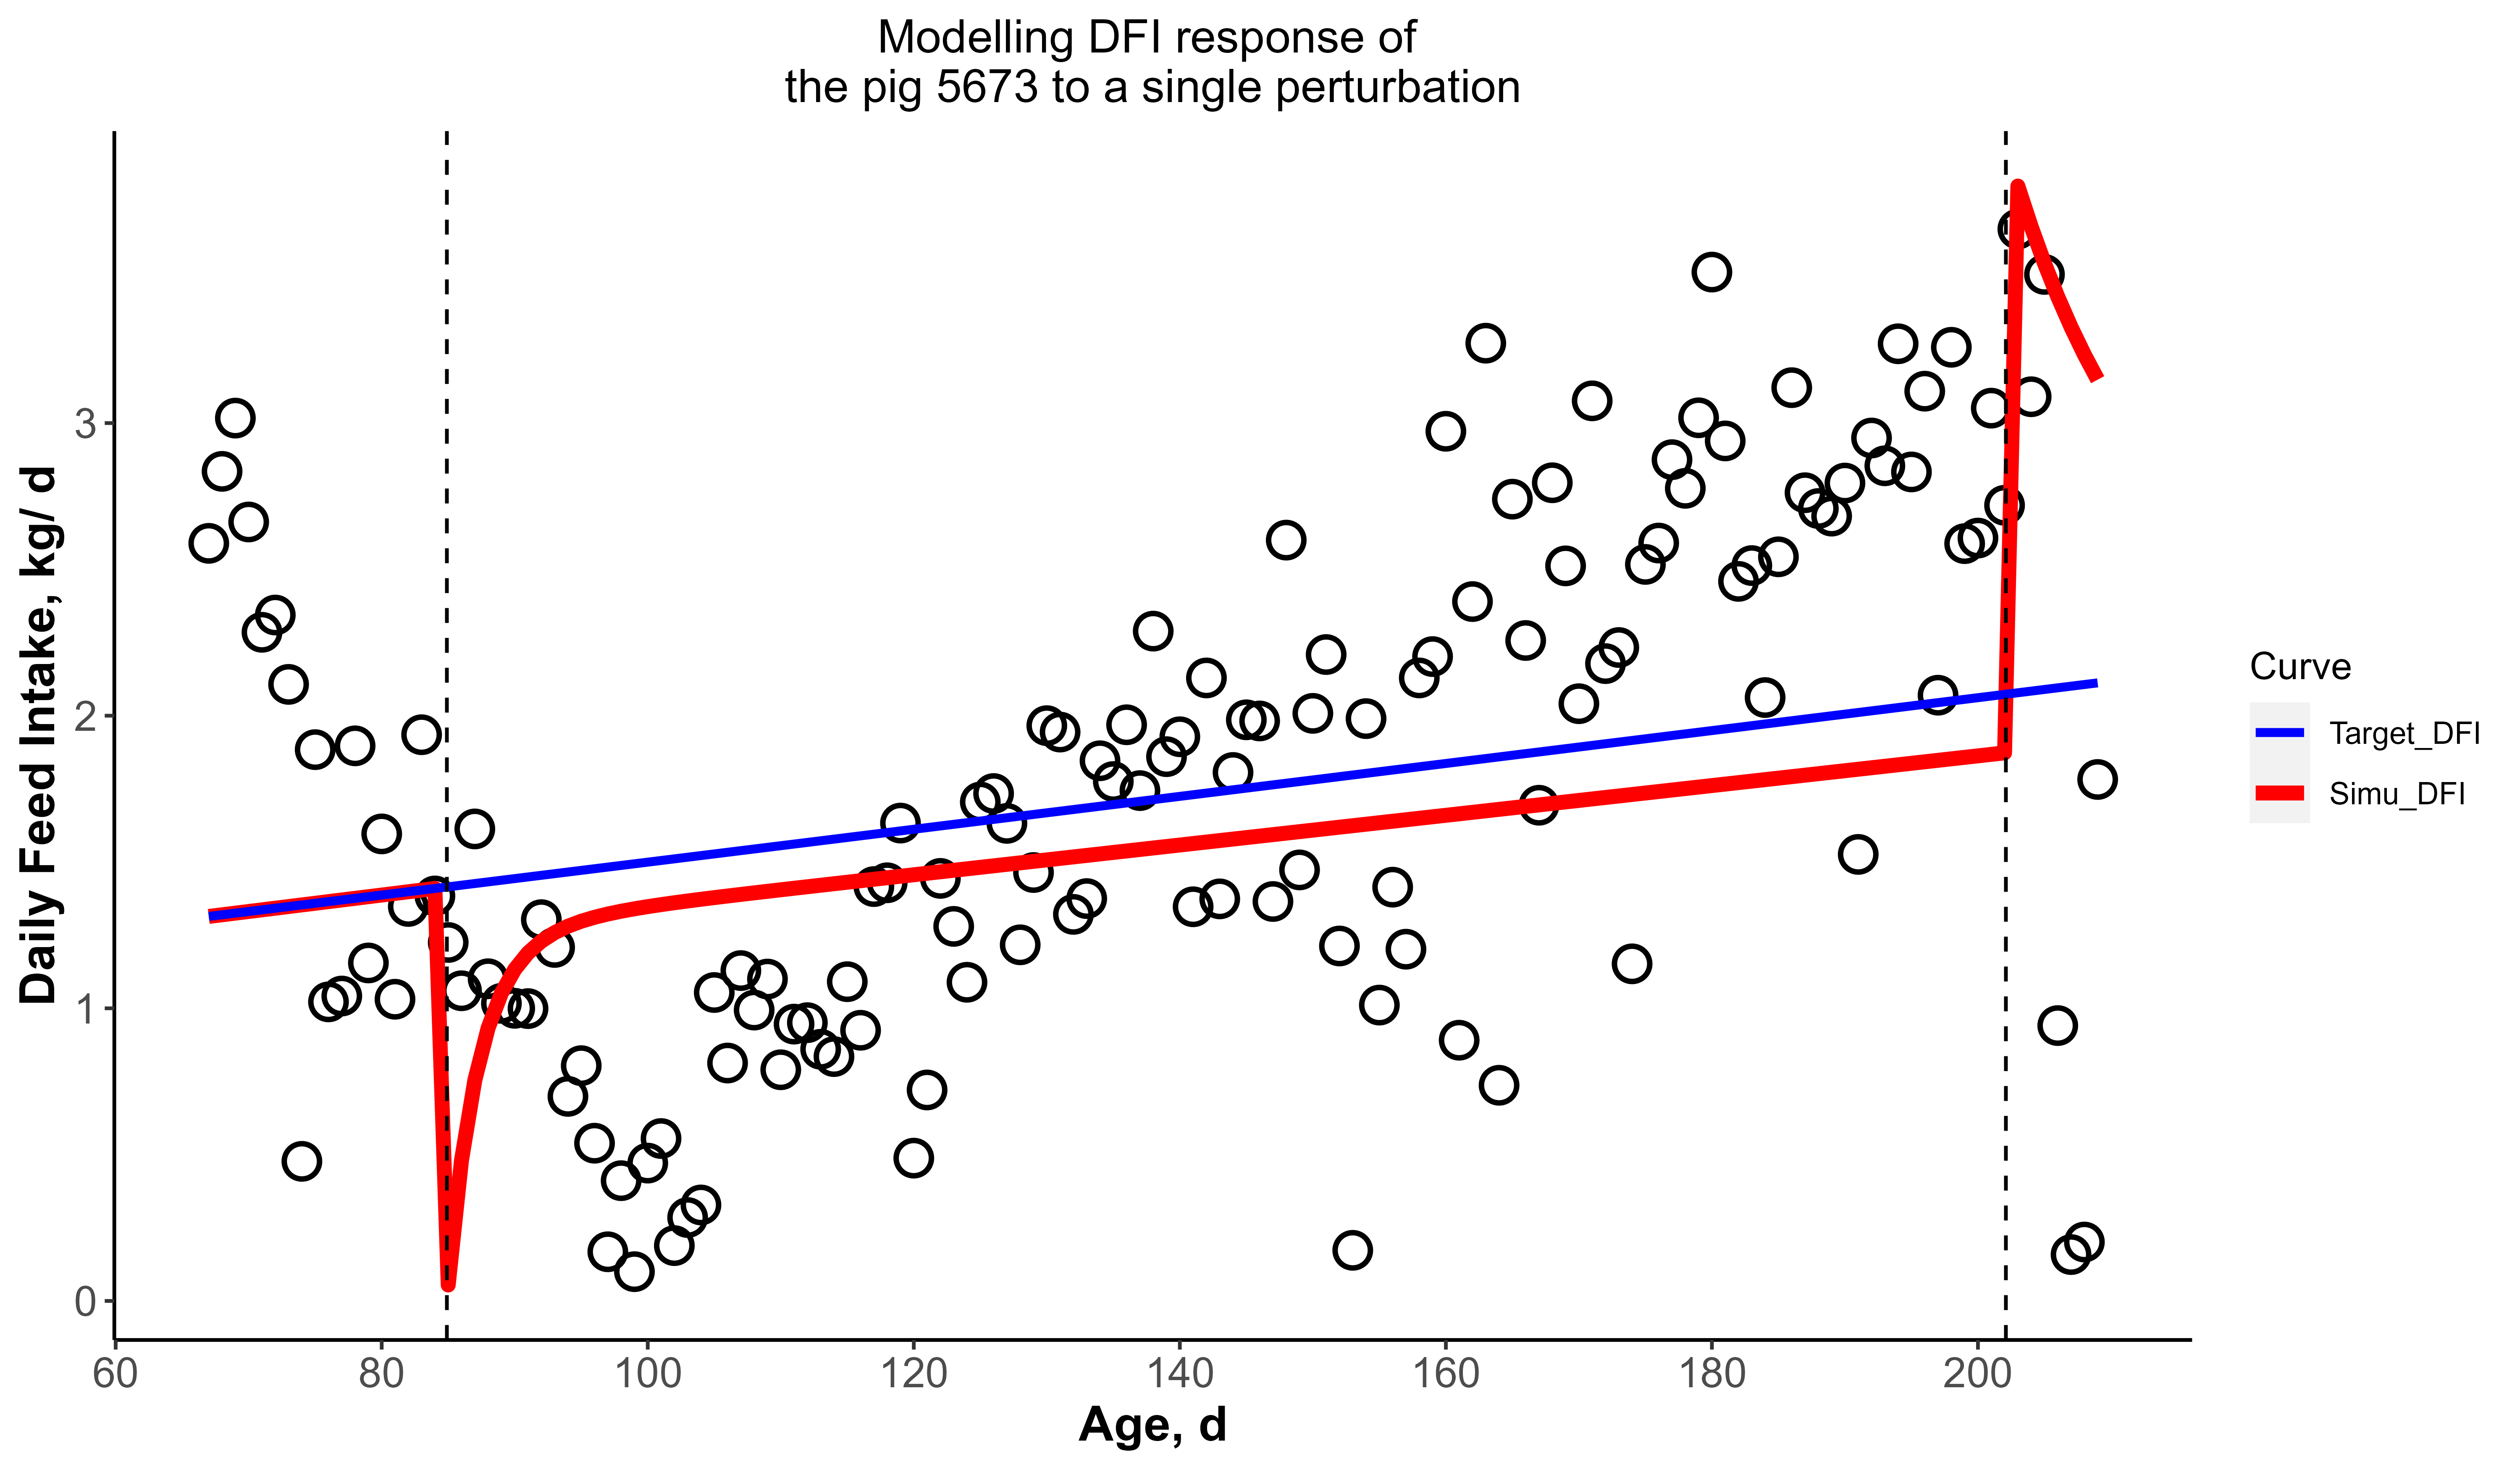 Modelling DFI response of
the pig 5673 to a single perturbation
Daily Feed Intake, kg/ d
3
2
1
0
60 80 100 120 140 160 180 200
Age, d
Curve
Target_DFI
Simu_DFI